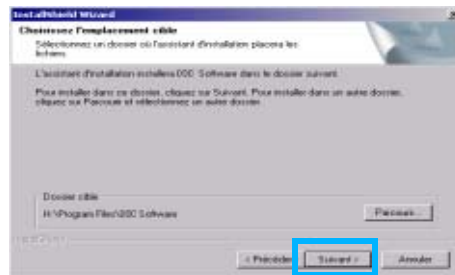 InstallShield Wizard
Choisissez l'emplacement cible
Sélectionnez un dossier où l'assistant d'installation placera les
fichiers.
L'assistant d'installation installera Software dans le dossier suivant.
Pour installer dans ce dossier, cliquez sur Suivant. Pour installer dans un autre dossier,
cliquez sur Parcourir et sélectionnez un autre dossier.
Dossier cible
H:\Program Files\ Software
Parcourir...
InstallShield
< Précédent
Suivant >
Annuler